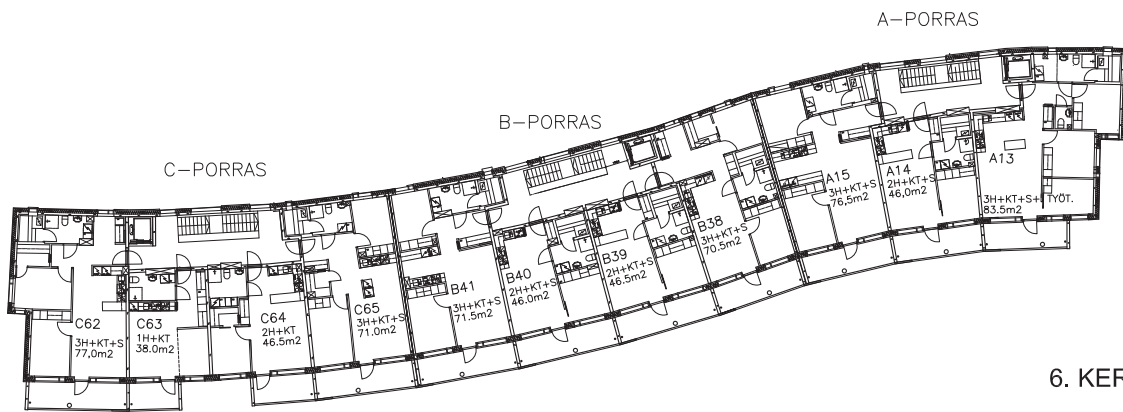 A-PORRAS
B-PORRAS
C-PORRAS
C62
3H+KT+S
77,0m2
C63
1H+KT
38.0m2
C64
2H+KT
46.5m2
C65
3H+KT+S
71.0m2
B41
3H+KT+S
71.5m2
B40
2H+KT+S
46.0m2
B39
2H+KT+S
46.5m2
B38
3H+KT+S
70.5m2
A15
3H+KT+S
76,5m2
A14
2H+KT+S
46,0m2
A13
3H+KT+S+ TYÖT.
83.5m2
6. KER